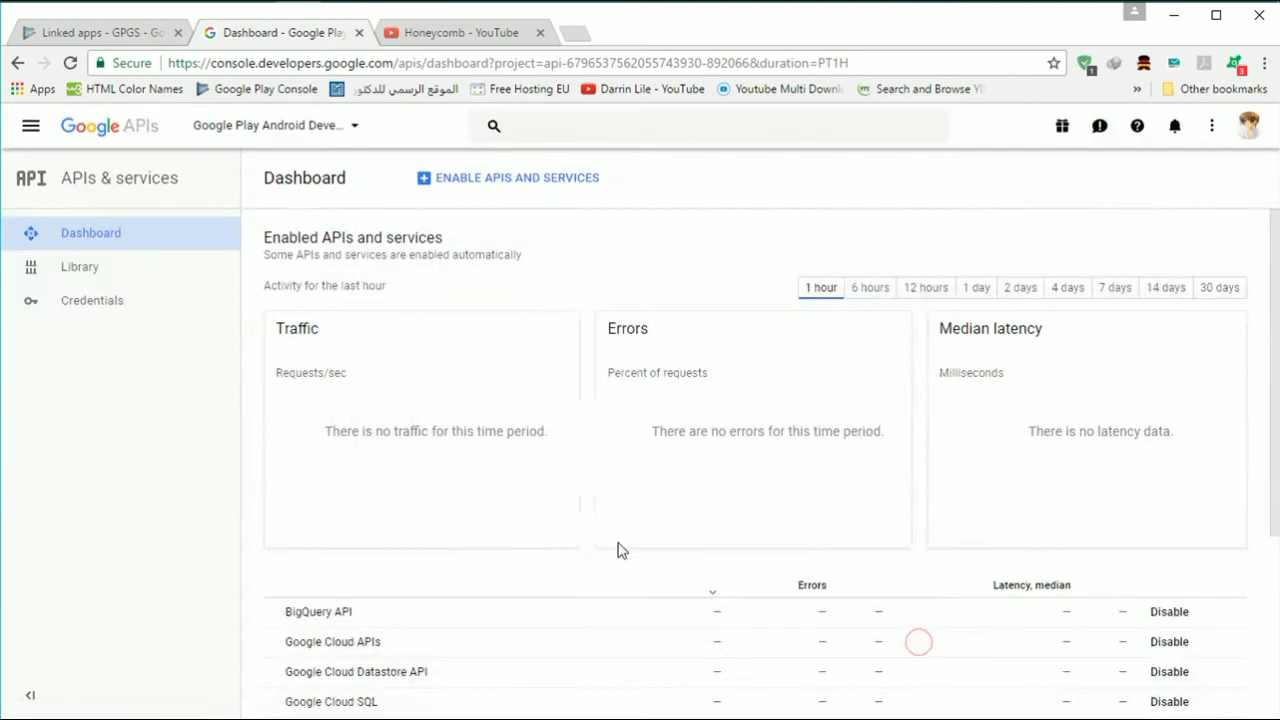 Linked apps - GPGS - Go
Dashboard - Google Play
Honeycomb - YouTube
Secure
https://console.developers.google.com/apis/dashboard?project=api-6796537562055743930-892066&duration=PT1H
1
3
Apps
HTML Color Names
Google Play Console
الموقع الرسمي للدكتور
Free Hosting EU
Darrin Lile - YouTube
Youtube Multi Downl
Search and Browse Y
»
Other bookmarks
Google APIs
Google Play Android Deve...
API APIs & services
Dashboard
ENABLE APIS AND SERVICES
Dashboard
Library
Credentials
Enabled APIs and services
Some APIs and services are enabled automatically
Activity for the last hour
1 hour 6 hours 12 hours 1 day 2 days 4 days 7 days 14 days 30 days
Traffic
Requests/sec
There is no traffic for this time period.
Errors
Percent of requests
There are no errors for this time period.
Median latency
Milliseconds
There is no latency data.
Errors Latency, median
BigQuery API – – – – – Disable
Google Cloud APIs – – – – – Disable
Google Cloud Datastore API – – – – – Disable
Google Cloud SQL – – – – – Disable